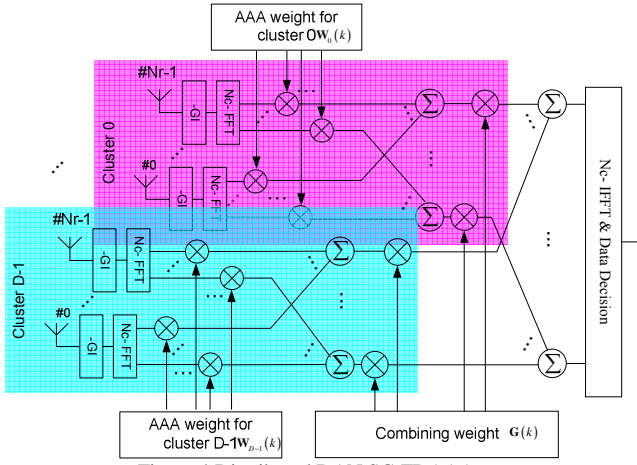 AAA weight for
cluster 0W₀(k)
#Nr-1
-GI
Nc- FFT
Cluster 0
#0
-GI
Nc- FFT
Σ
Σ
Σ
#Nr-1
-GI
Nc- FFT
Cluster D-1
#0
-GI
Nc- FFT
Σ
Σ
Σ
Nc- IFFT & Data Decision
AAA weight for
cluster D-1W_{D-1}(k)
Combining weight G(k)